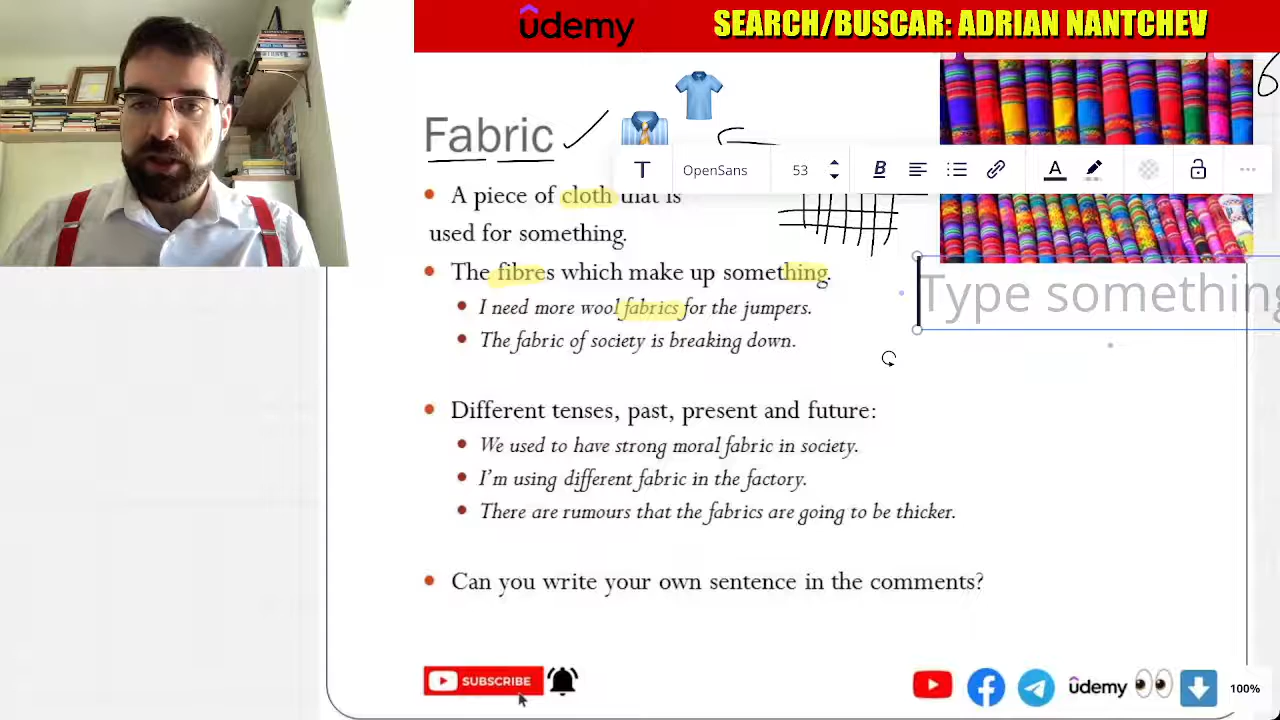 udemy
SEARCH/BUSCAR: ADRIAN NANTCHEV
Fabric
T OpenSans 53 B A
A piece of cloth that is
used for something.
The fibres which make up something.
I need more wool fabrics for the jumpers.
The fabric of society is breaking down.
Type something
Different tenses, past, present and future:
We used to have strong moral fabric in society.
I'm using different fabric in the factory.
There are rumours that the fabrics are going to be thicker.
Can you write your own sentence in the comments?
SUBSCRIBE
udemy
100%